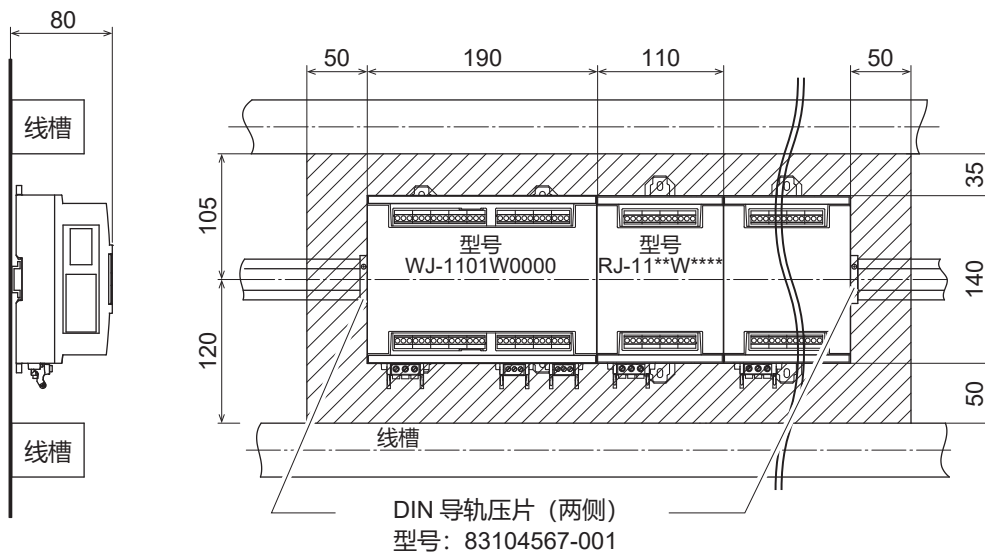 80
50
190
110
50
线槽
35
105
型号
WJ-1101W0000
型号
RJ-11**W****
140
120
50
线槽
线槽
DIN 导轨压片（两侧）
型号：83104567-001